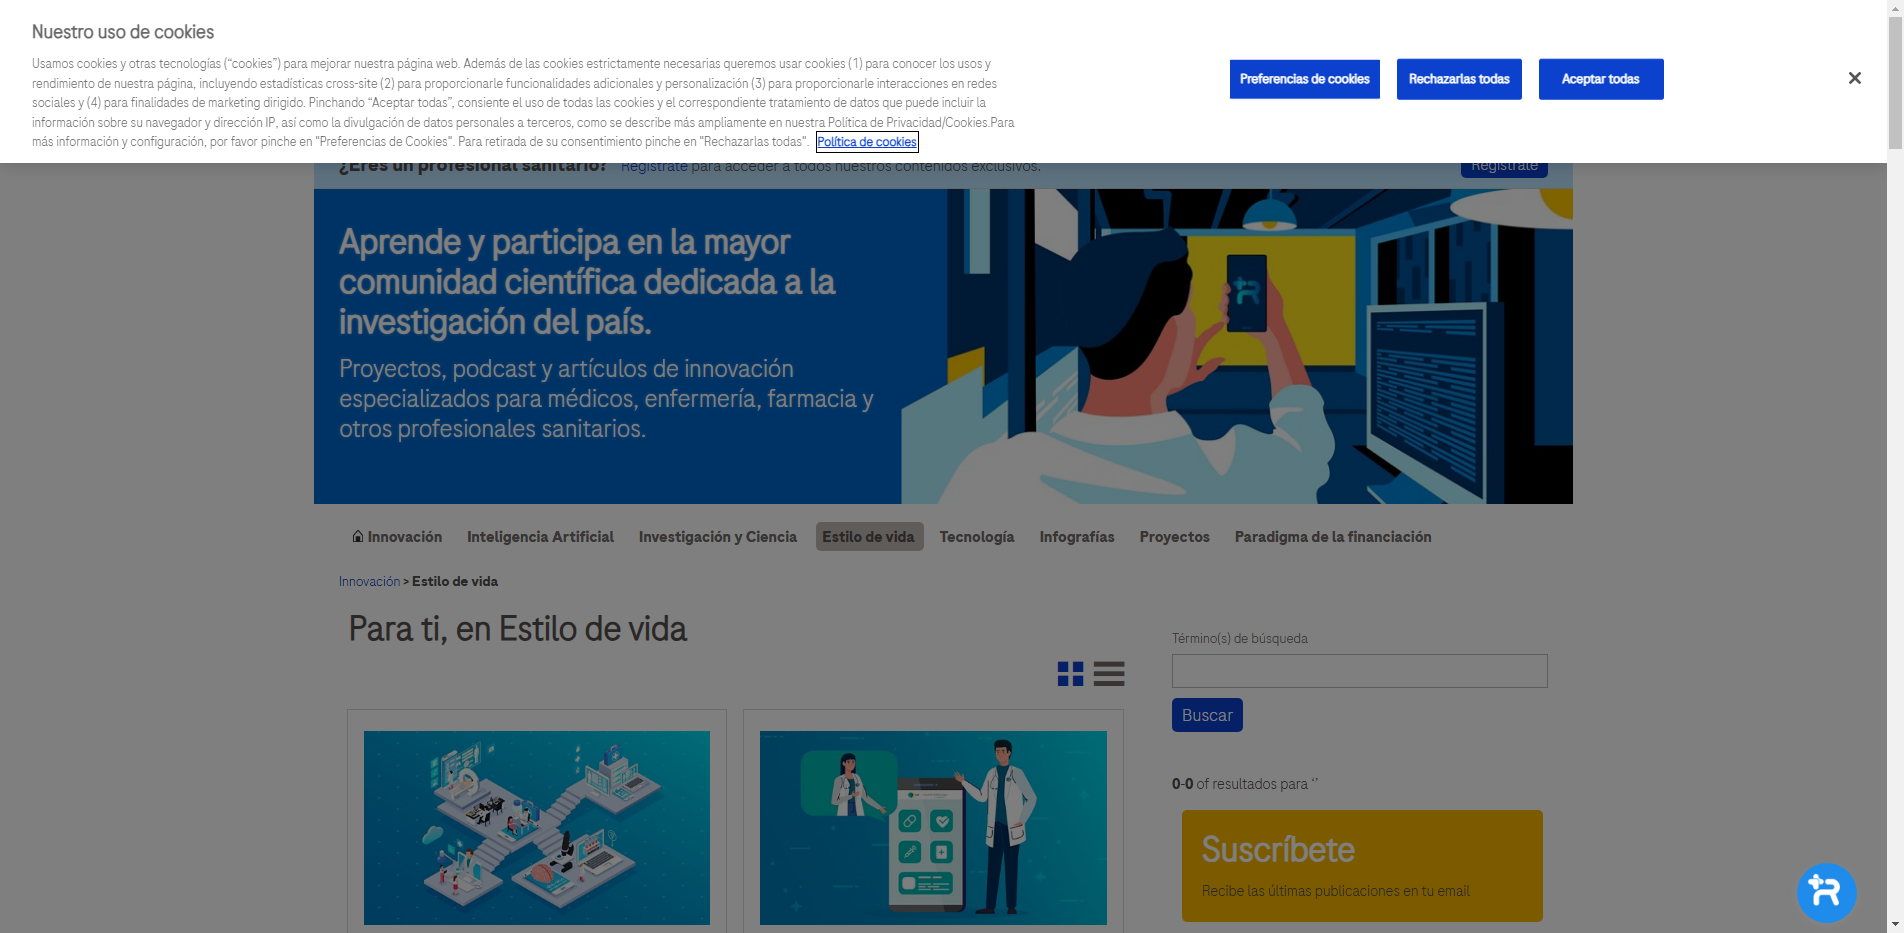 Nuestro uso de cookies
Usamos cookies y otras tecnologías (“cookies”) para mejorar nuestra página web. Además de las cookies estrictamente necesarias queremos usar cookies (1) para conocer los usos y
rendimiento de nuestra página, incluyendo estadísticas cross-site (2) para proporcionarle funcionalidades adicionales y personalización (3) para proporcionarle interacciones en redes
sociales y (4) para finalidades de marketing dirigido. Pinchando “Aceptar todas”, consiente el uso de todas las cookies y el correspondiente tratamiento de datos que puede incluir la
información sobre su navegador y dirección IP, así como la divulgación de datos personales a terceros, como se describe más ampliamente en nuestra Política de Privacidad/Cookies.Para
más información y configuración, por favor pinche en "Preferencias de Cookies". Para retirada de su consentimiento pinche en "Rechazarlas todas". Política de cookies
Preferencias de cookies
Rechazarlas todas
Aceptar todas
¿Eres un profesional sanitario? Regístrate para acceder a todos nuestros contenidos exclusivos.
Regístrate
Aprende y participa en la mayor
comunidad científica dedicada a la
investigación del país.
Proyectos, podcast y artículos de innovación
especializados para médicos, enfermería, farmacia y
otros profesionales sanitarios.
Innovación Inteligencia Artificial Investigación y Ciencia Estilo de vida Tecnología Infografías Proyectos Paradigma de la financiación
Innovación > Estilo de vida
Para ti, en Estilo de vida
Término(s) de búsqueda
Buscar
0-0 of resultados para ‘’
Suscríbete
Recibe las últimas publicaciones en tu email